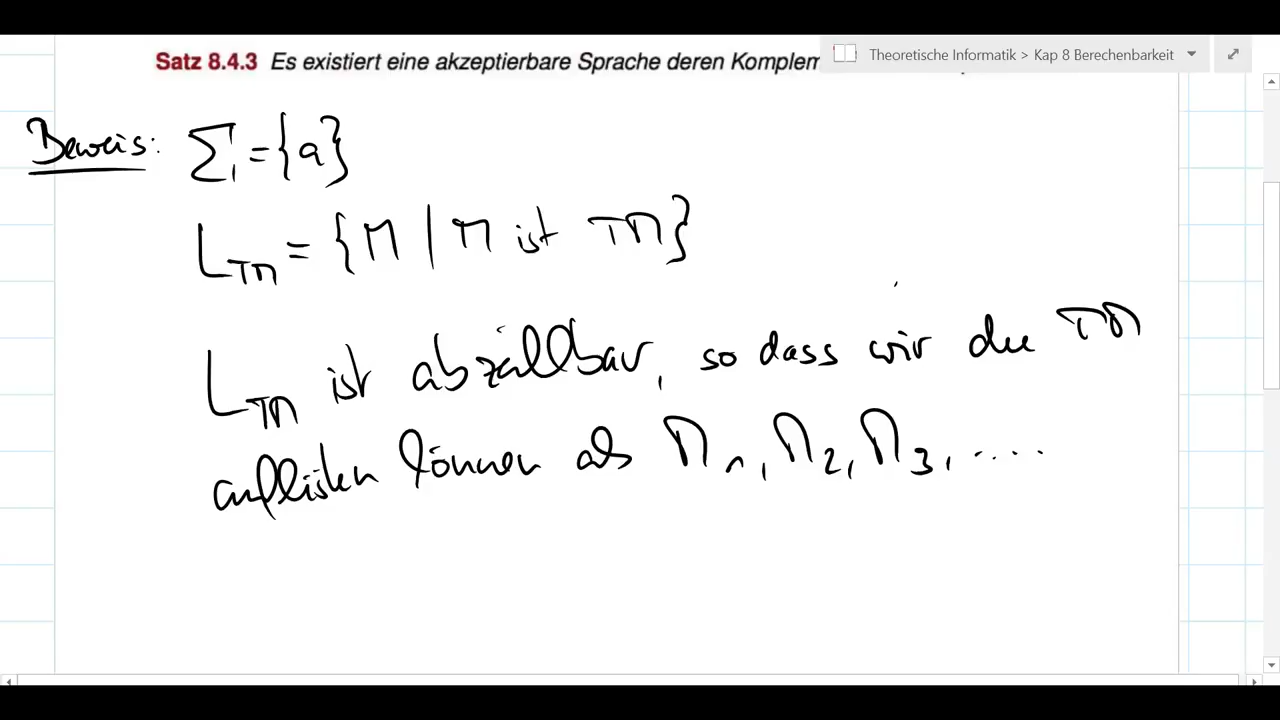 Theoretische Informatik > Kap 8 Berechenbarkeit
Satz 8.4.3 Es existiert eine akzeptierbare Sprache deren Komplem
Beweis: Σ₁={a}
L_TM = {M | M ist TM}
L_TM ist abzählbar, so dass wir die TM
auflisten können als M₁, M₂, M₃, ....